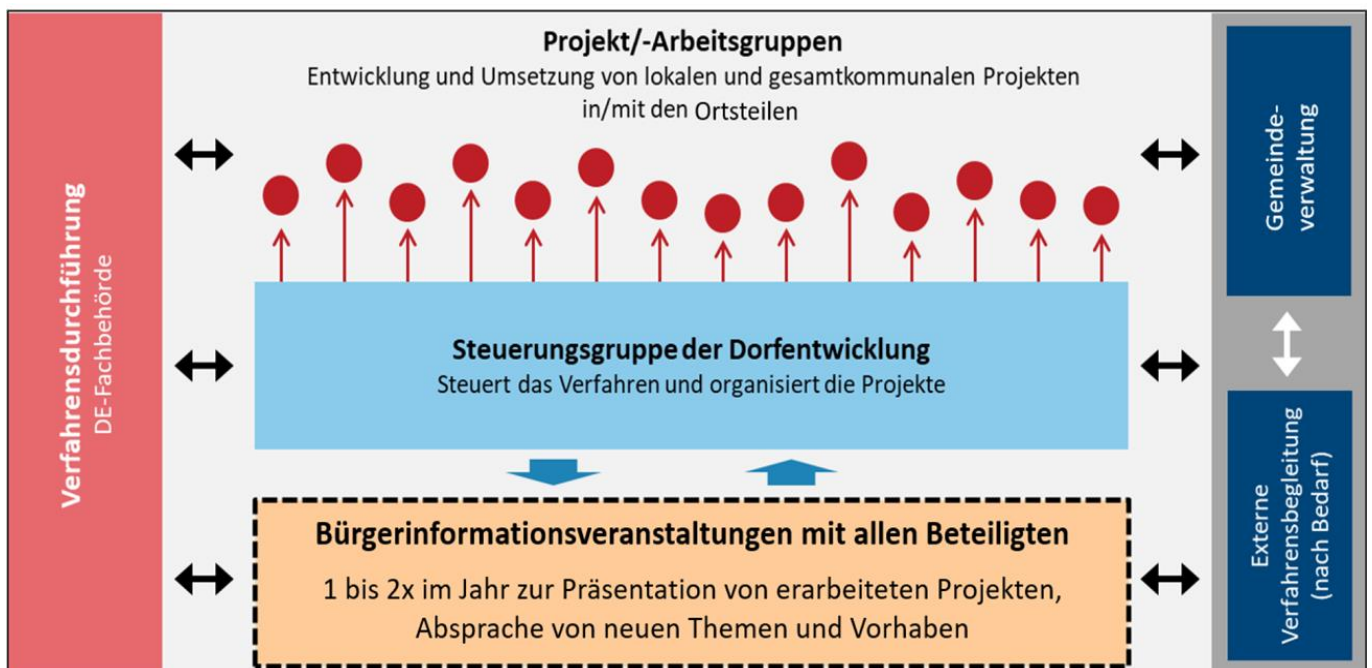 Verfahrensdurchführung
DE-Fachbehörde
Projekt/-Arbeitsgruppen
Entwicklung und Umsetzung von lokalen und gesamtkommunalen Projekten
in/mit den Ortsteilen
Steuerungsgruppe der Dorfentwicklung
Steuert das Verfahren und organisiert die Projekte
Bürgerinformationsveranstaltungen mit allen Beteiligten
1 bis 2x im Jahr zur Präsentation von erarbeiteten Projekten,
Absprache von neuen Themen und Vorhaben
Gemeinde-
verwaltung
Externe
Verfahrensbegleitung
(nach Bedarf)